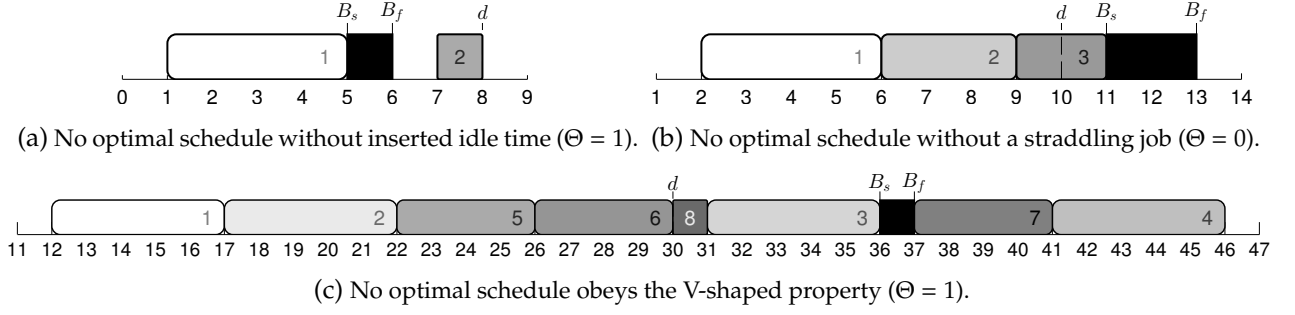 B_s B_f d d B_s B_f
1 2 1 2 3
0 1 2 3 4 5 6 7 8 9 1 2 3 4 5 6 7 8 9 10 11 12 13 14
(a) No optimal schedule without inserted idle time (Θ = 1). (b) No optimal schedule without a straddling job (Θ = 0).
d B_s B_f
1 2 5 6 8 3 7 4
11 12 13 14 15 16 17 18 19 20 21 22 23 24 25 26 27 28 29 30 31 32 33 34 35 36 37 38 39 40 41 42 43 44 45 46 47
(c) No optimal schedule obeys the V-shaped property (Θ = 1).